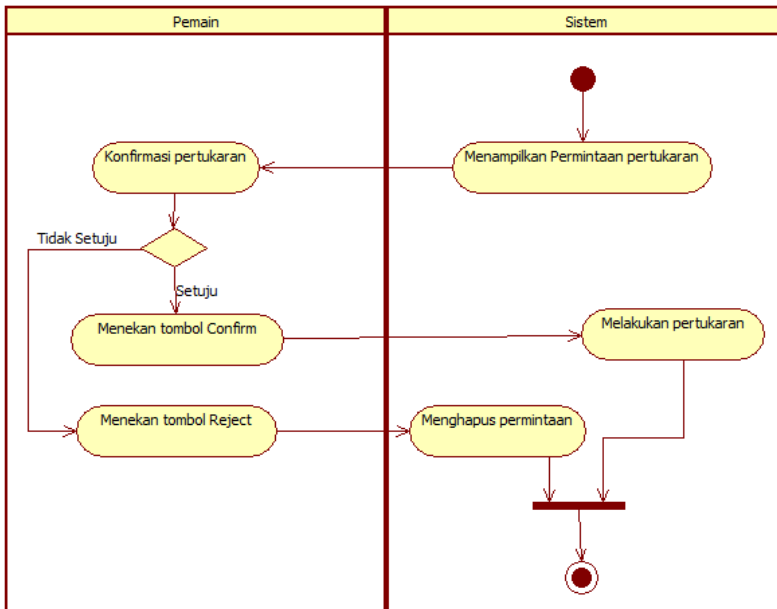 Pemain
Sistem
Konfirmasi pertukaran
Menampilkan Permintaan pertukaran
Tidak Setuju
Setuju
Menekan tombol Confirm
Melakukan pertukaran
Menekan tombol Reject
Menghapus permintaan